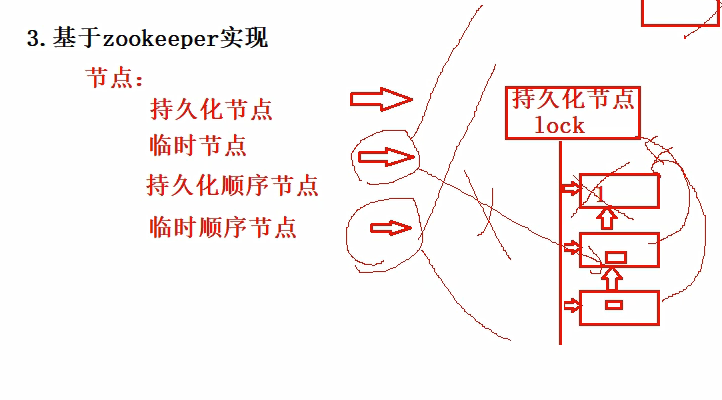 3.基于zookeeper实现
节点：
持久化节点
临时节点
持久化顺序节点
临时顺序节点
持久化节点
lock
1